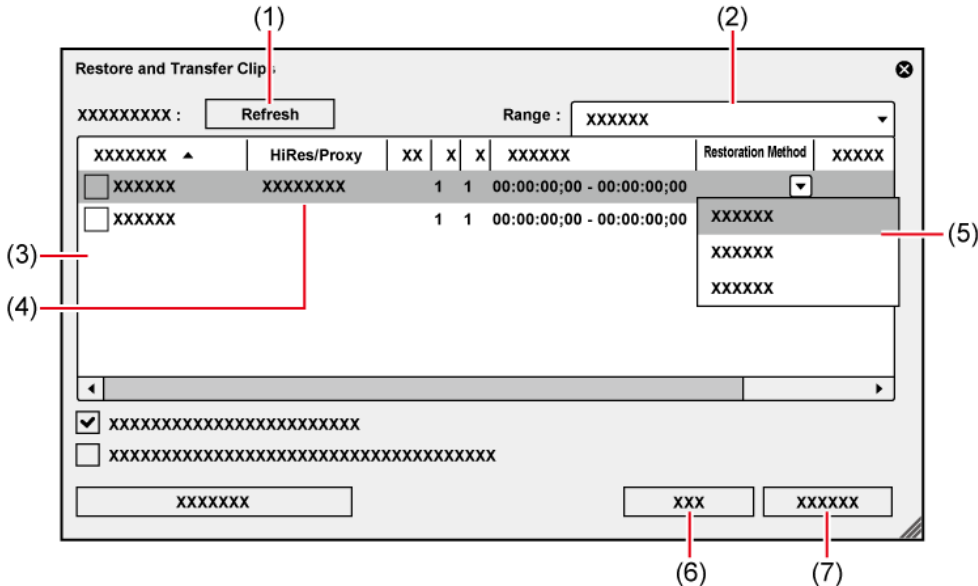 (1) (2)
Restore and Transfer Clips
XXXXXXXXX : Refresh Range : XXXXXX
XXXXXXX HiRes/Proxy XX X X XXXXXX Restoration Method XXXXX
XXXXXX XXXXXXXX 1 1 00:00:00;00 - 00:00:00;00
XXXXXX 1 1 00:00:00;00 - 00:00:00;00
XXXXXX
XXXXXX
XXXXXX
(3)
(4)
(5)
XXXXXXXXXXXXXXXXXXXXXXXX
XXXXXXXXXXXXXXXXXXXXXXXXXXXXXXXXXXXXX
XXXXXXX XXX XXXXXX
(6) (7)